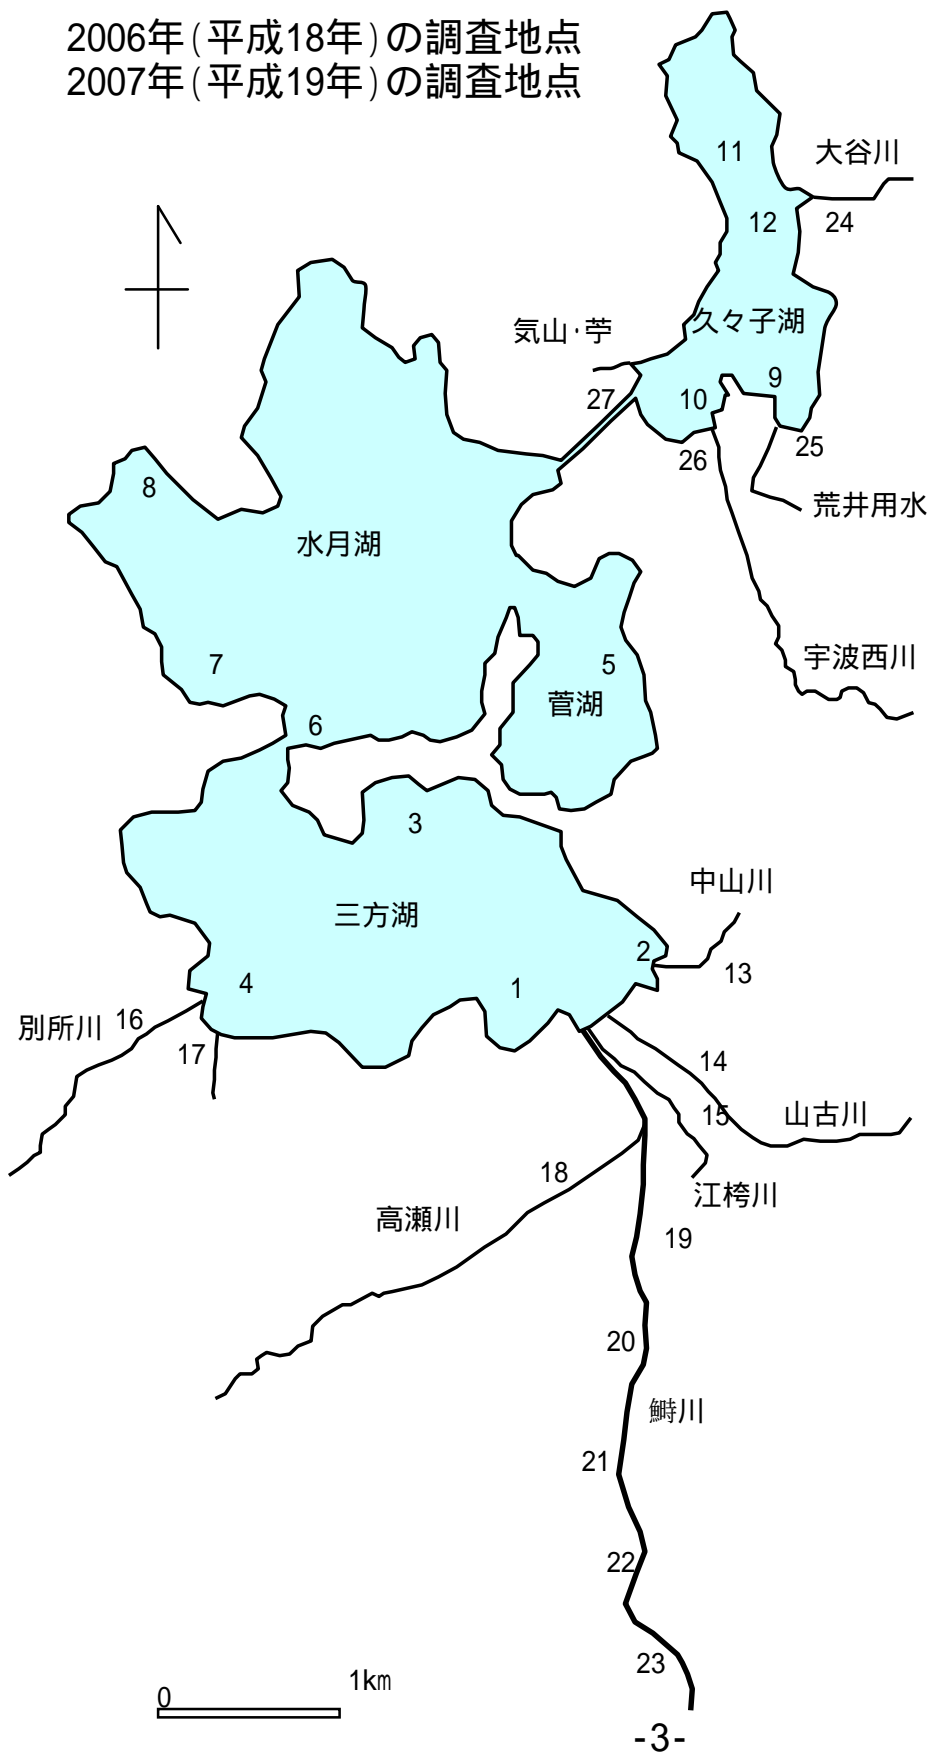 2006年(平成18年)の調査地点
2007年(平成19年)の調査地点
11
大谷川
12
24
久々子湖
気山･苧
9
10
27
25
26
8
荒井用水
水月湖
宇波西川
7
5
菅湖
6
3
中山川
三方湖
2
13
4
1
16
別所川
17
14
15
山古川
18
江桍川
高瀬川
19
20
鰣川
21
22
23
0
1km
-3-